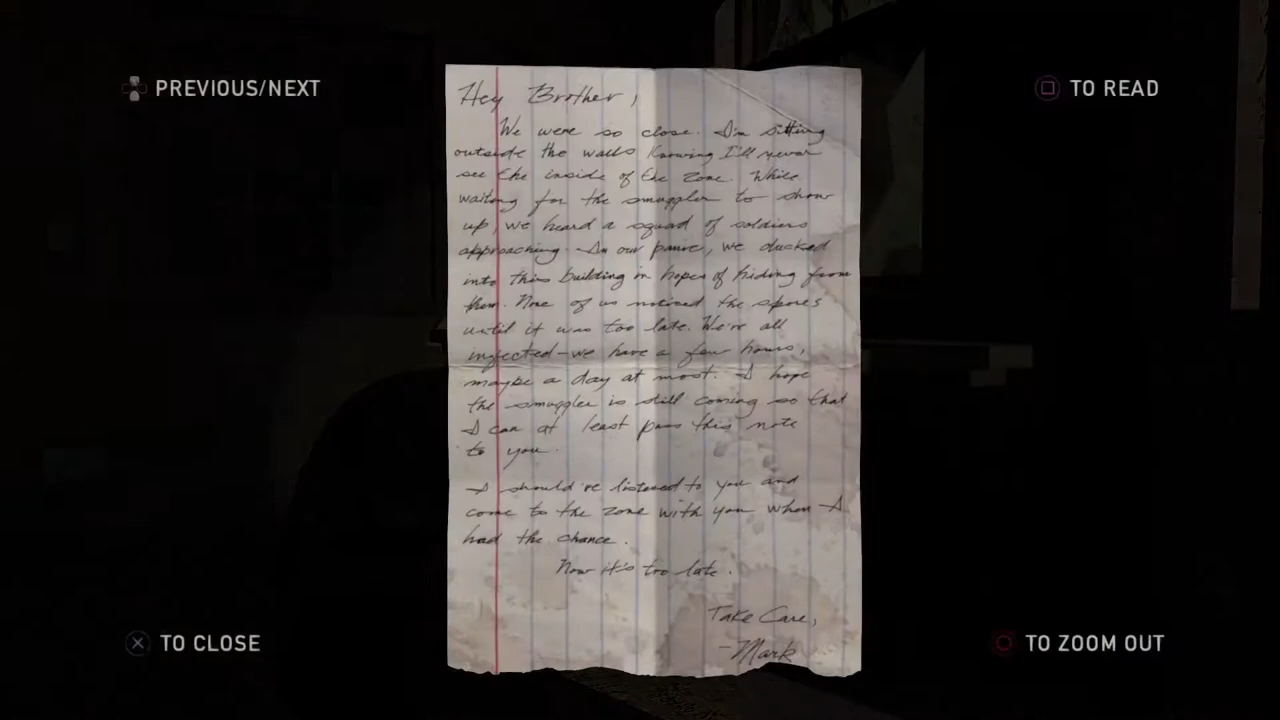 PREVIOUS/NEXT
TO READ
Hey Brother,
We were so close. I'm sitting
outside the walls knowing I'll never
see the inside of the zone. While
waiting for the smuggler to show
up, we heard a squad of soldiers
approaching. In our panic, we ducked
into this building in hopes of hiding from
them. None of us noticed the spores
until it was too late. We're all
infected-we have a few hours,
maybe a day at most. I hope
the smuggler is still coming so that
I can at least pass this note
to you.
I should've listened to you and
come to the zone with you when I
had the chance.
Now it's too late.
Take Care,
-Mark
TO CLOSE
TO ZOOM OUT